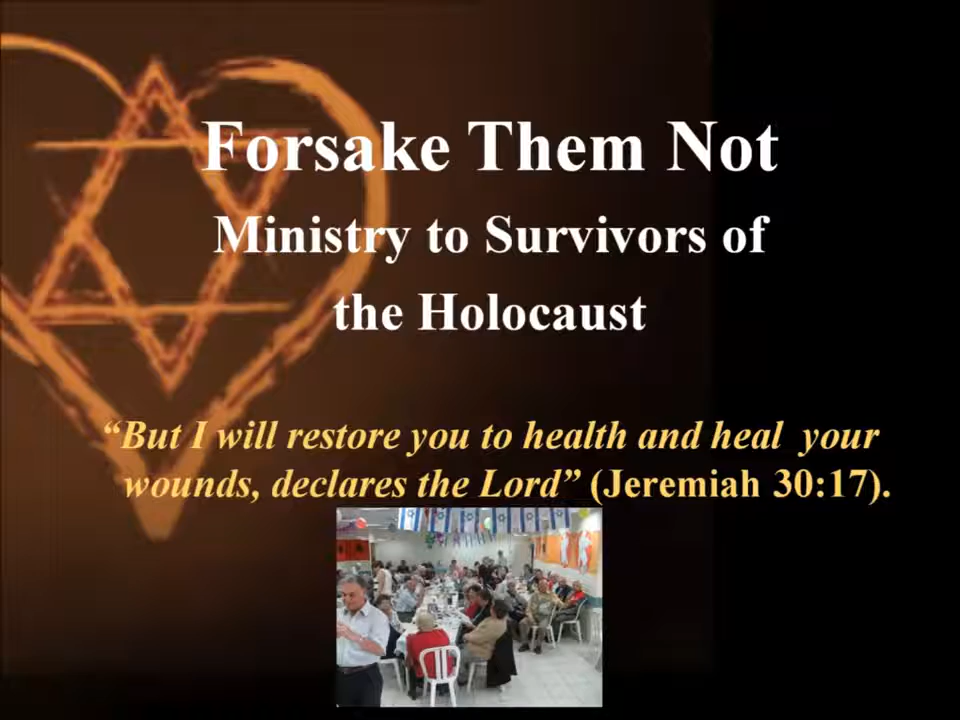 Forsake Them Not
Ministry to Survivors of
the Holocaust
“But I will restore you to health and heal  your
wounds, declares the Lord” (Jeremiah 30:17).